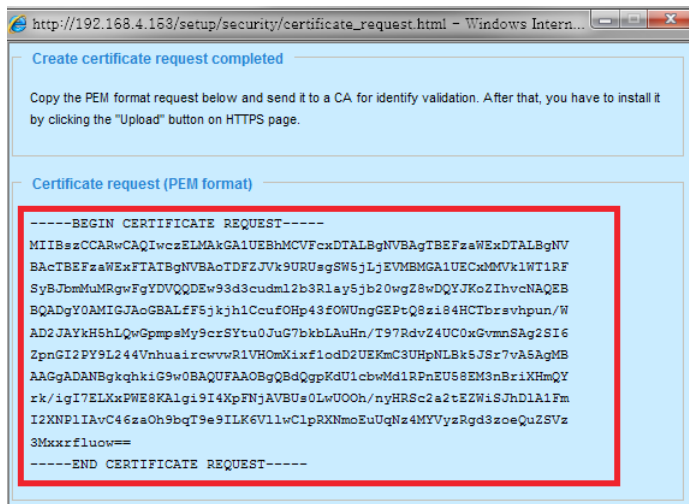 http://192.168.4.153/setup/security/certificate_request.html - Windows Intern...
Create certificate request completed
Copy the PEM format request below and send it to a CA for identify validation. After that, you have to install it
by clicking the "Upload" button on HTTPS page.
Certificate request (PEM format)
-----BEGIN CERTIFICATE REQUEST-----
MIIBszCCARwCAQIwczELMAkGA1UEBhMCVFcxDTALBgNVBAgTBEFzaWExDTALBgNV
BAcTBEFzaWExFTATBgNVBAoTDFZJVk9URUsgSW5jLjEVMBMGA1UECxMMVklWT1RF
SyBJbmMuMRgwFgYDVQQDEw93d3cudml2b3Rlay5jb20wgZ8wDQYJKoZIhvcNAQEB
BQADgY0AMIGJAoGBALfF5jkjh1CcufOHp43fOWUngGEPtQ8zi84HCTbrsvhpun/W
AD2JAYkH5hLQwGpmpsMy9crSYtu0JuG7bkbLAuHn/T97RdvZ4UC0xGvmnSAg2SI6
ZpnGI2PY9L244VnhuaircwvwR1VHOmXixf1odD2UEKmC3UHpNLBk5JSr7vA5AgMB
AAGgADANBgkqhkiG9w0BAQUFAAOBgQBdQgpKdU1cbwMd1RPnEU58EM3nBriXHmQY
rk/igI7ELXxPWE8KAlgi9I4XpFNjAVBUs0LwUOOh/nyHRSc2a2tEZWiSJhDlA1Fm
I2XNPlIAvC46zaOh9bqT9e9ILK6VllwClpRXNmoEuUqNz4MYVyzRgd3zoeQuZSVz
3Mxxrfluow==
-----END CERTIFICATE REQUEST-----